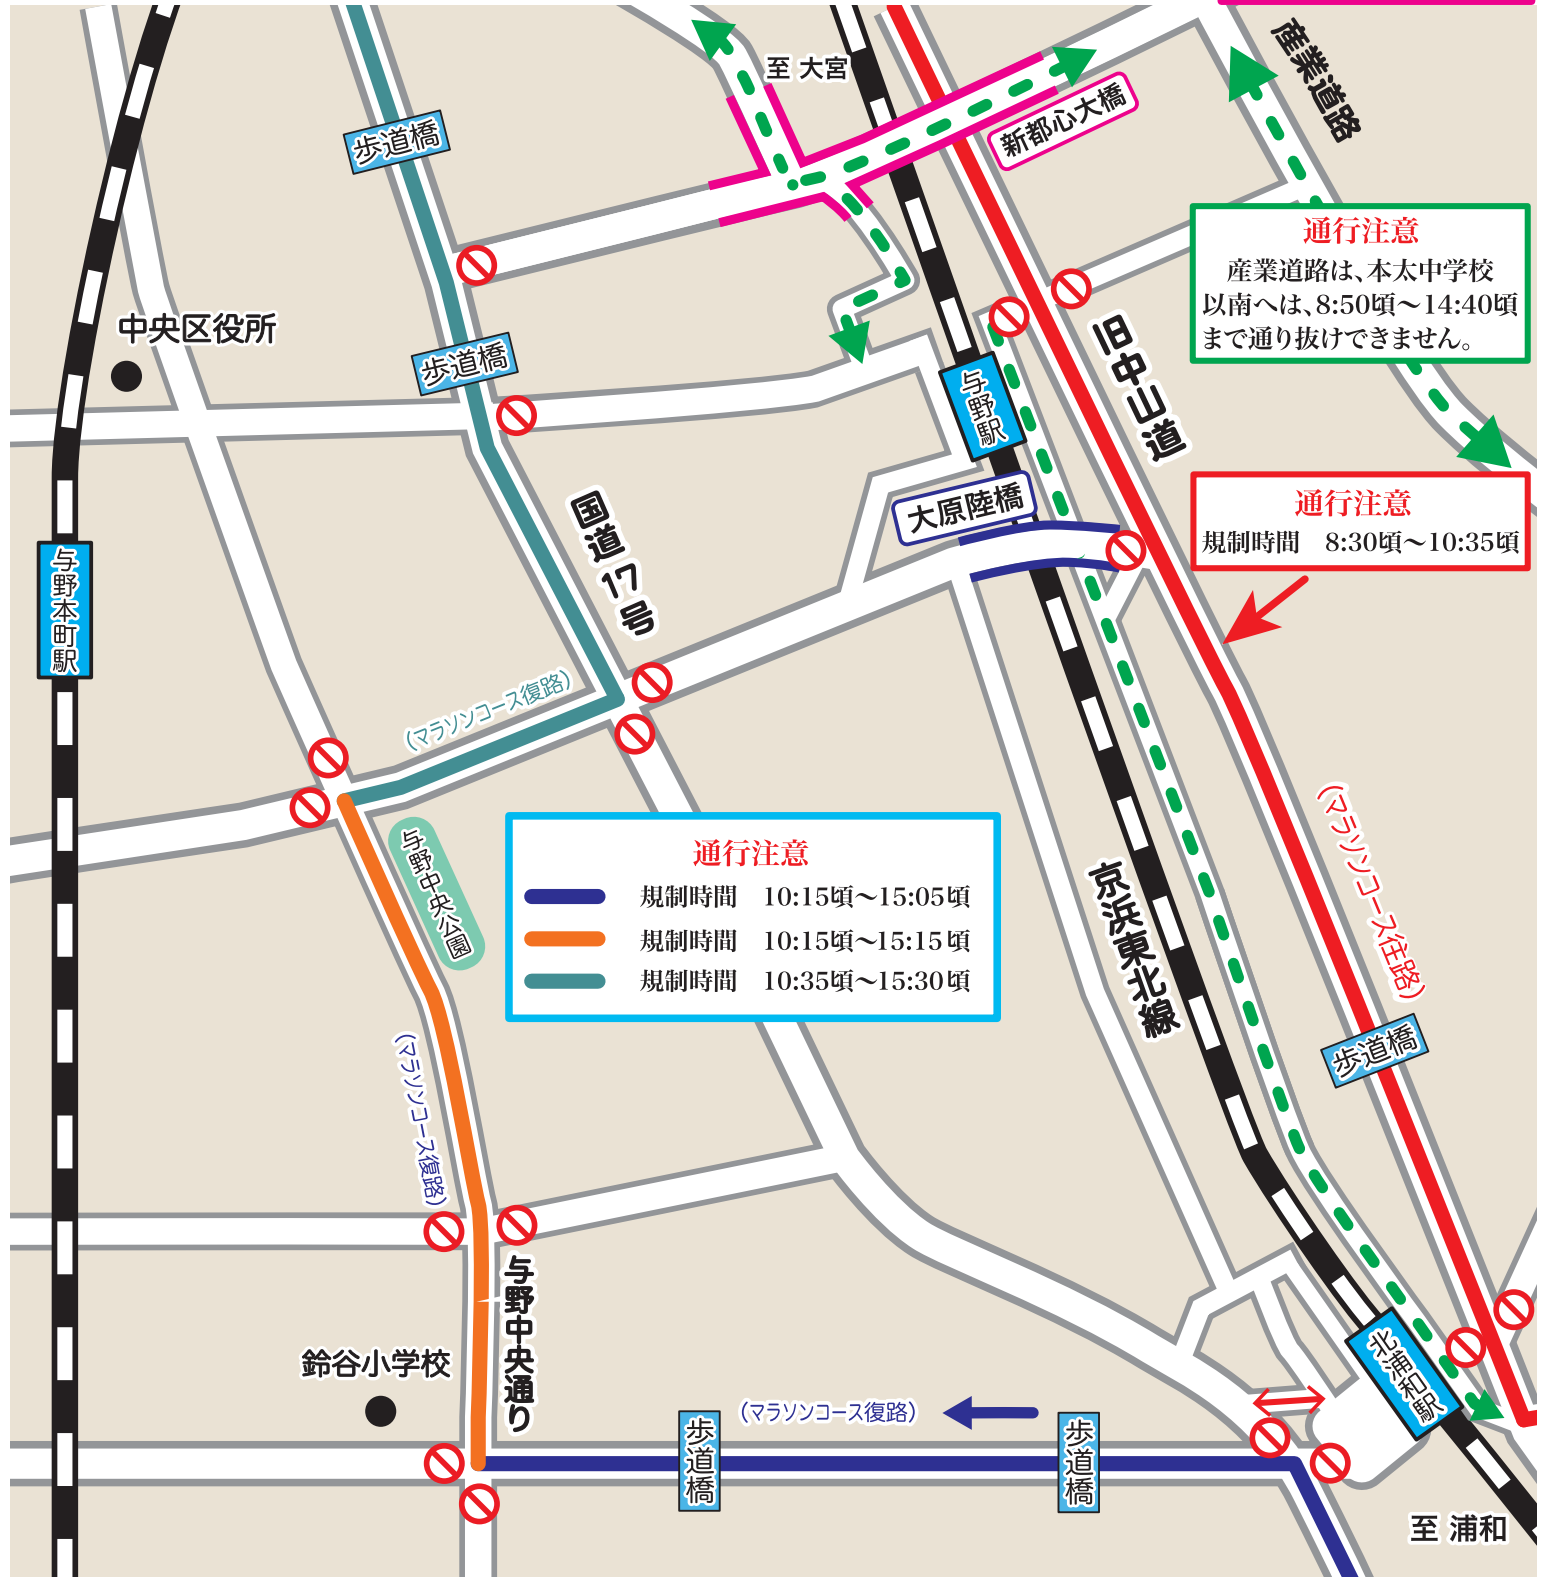 至 大宮
産業道路
歩道橋
新都心大橋
通行注意
産業道路は、本太中学校
以南へは、8:50頃～14:40頃
まで通り抜けできません。
中央区役所
歩道橋
旧中山道
与野駅
国道17号
大原陸橋
通行注意
規制時間 8:30頃～10:35頃
与野本町駅
（マラソンコース復路）
与野中央公園
通行注意
規制時間 10:15頃～15:05頃
規制時間 10:15頃～15:15頃
規制時間 10:35頃～15:30頃
（マラソンコース往路）
京浜東北線
歩道橋
（マラソンコース復路）
与野中央通り
鈴谷小学校
北浦和駅
（マラソンコース復路）
歩道橋
歩道橋
至 浦和